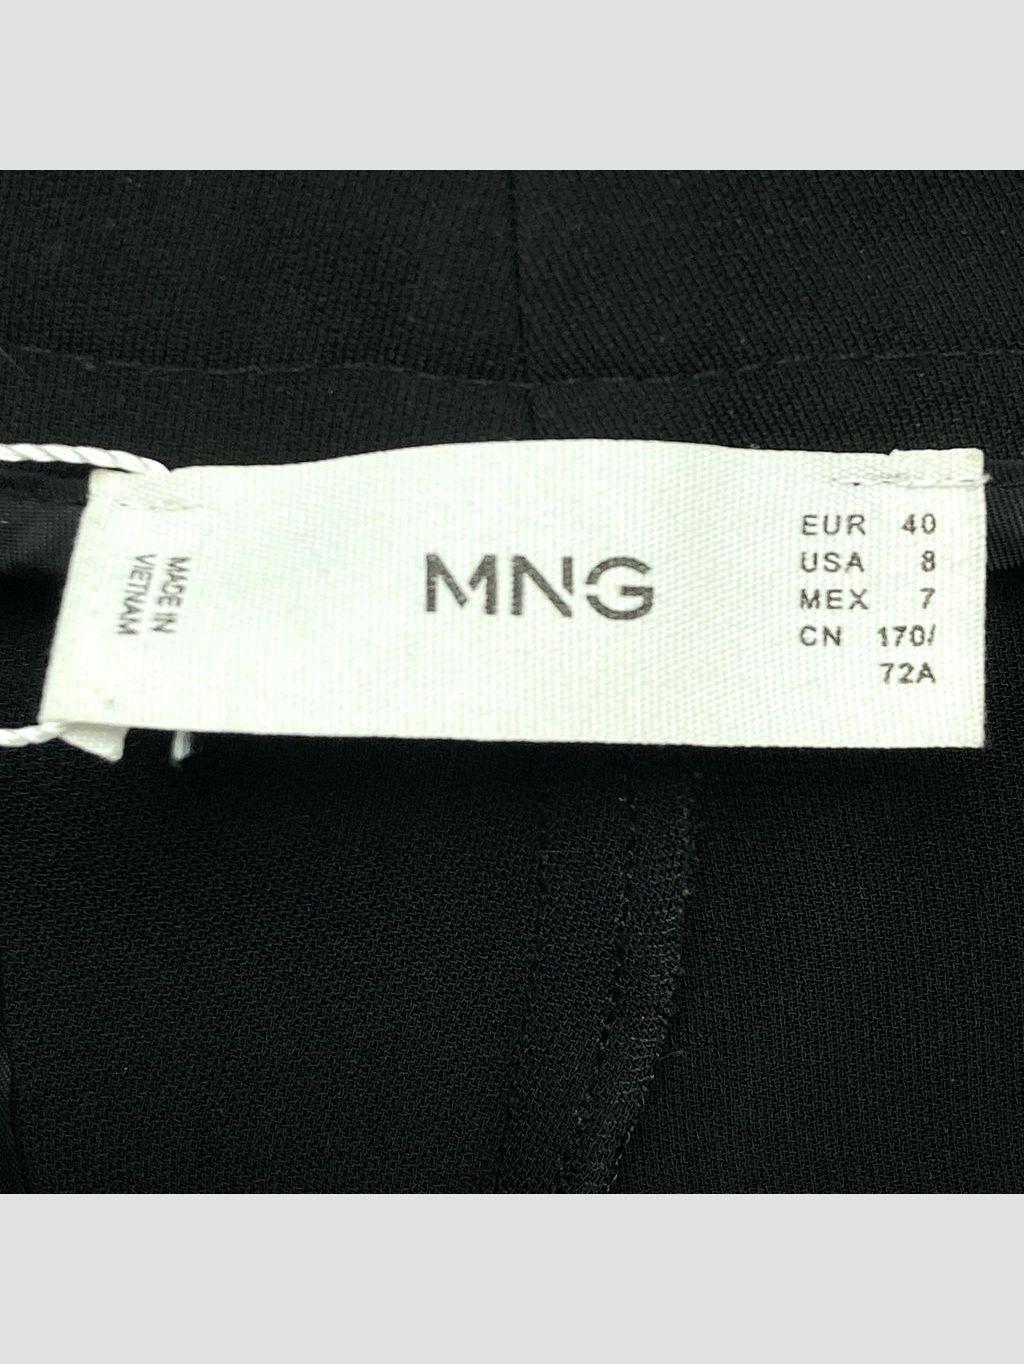 MADE IN
VIETNAM
MNG
EUR 40
USA 8
MEX 7
CN 170/
72A